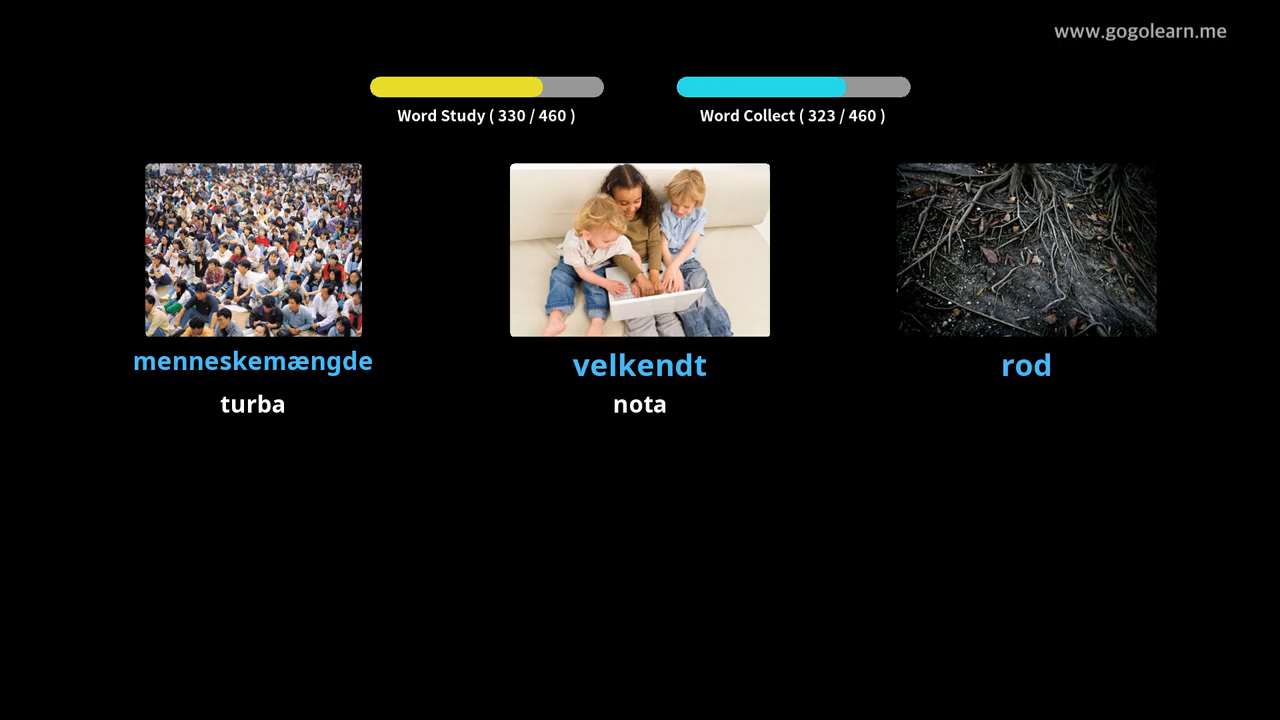 www.gogolearn.me
Word Study ( 330 / 460 )
Word Collect ( 323 / 460 )
menneskemængde
turba
velkendt
nota
rod